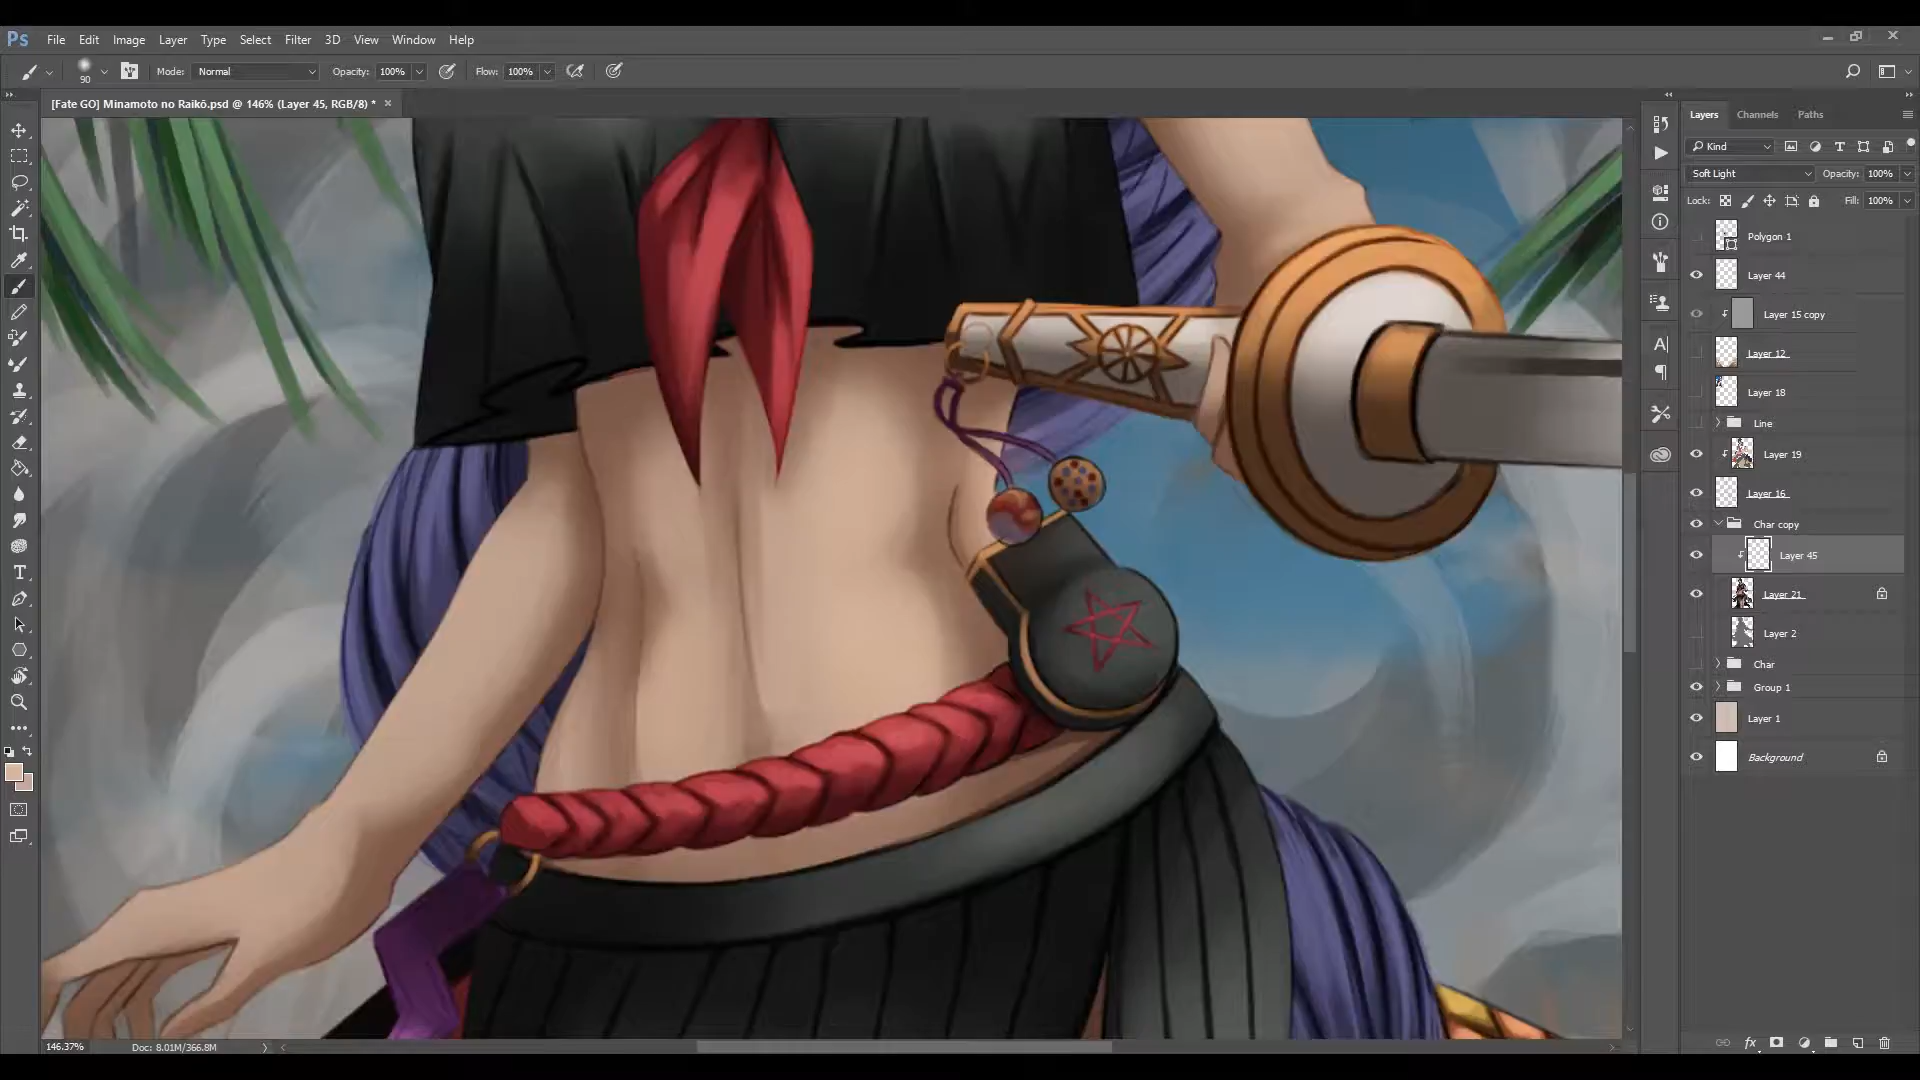 Ps File Edit Image Layer Type Select Filter 3D View Window Help
90 Mode: Normal Opacity: 100% Flow: 100%
[Fate GO] Minamoto no Raikō.psd @ 146% (Layer 45, RGB/8) *
Layers Channels Paths
Kind
Soft Light Opacity: 100%
Lock: Fill: 100%
Polygon 1
Layer 44
Layer 15 copy
Layer 12
Layer 18
Line
Layer 19
Layer 16
Char copy
Layer 45
Layer 21
Layer 2
Char
Group 1
Layer 1
Background
146.37% Doc: 8.01M/366.8M